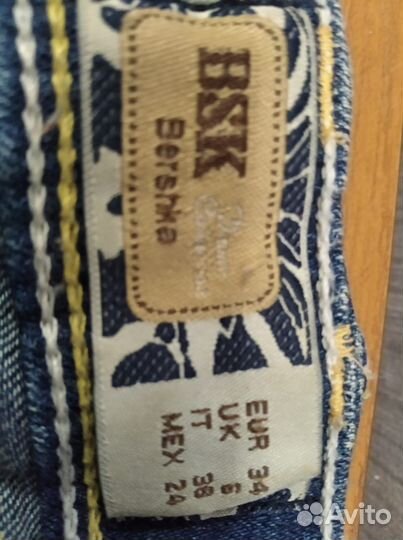 BSK
Bershka
EUR 34
UK 6
IT 38
MEX 24
Avito